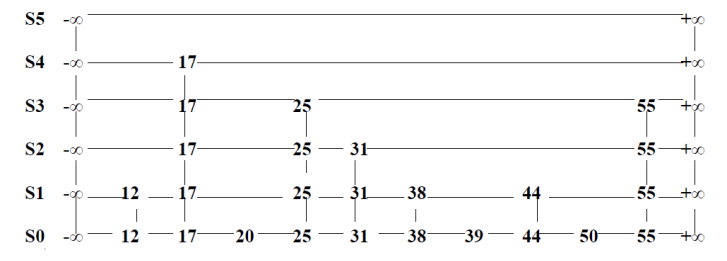 S5 -∞ +∞
S4 -∞ 17 +∞
S3 -∞ 17 25 55 +∞
S2 -∞ 17 25 31 55 +∞
S1 -∞ 12 17 25 31 38 44 55 +∞
S0 -∞ 12 17 20 25 31 38 39 44 50 55 +∞